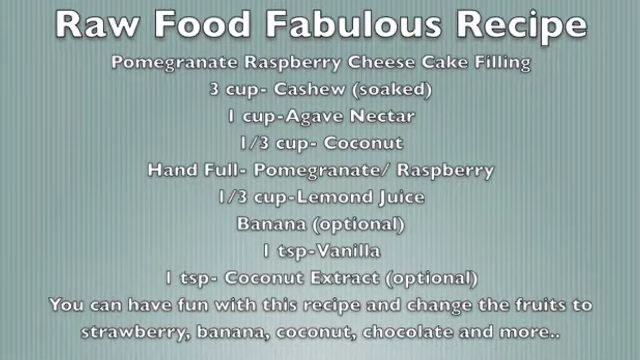 Raw Food Fabulous Recipe
Pomegranate Raspberry Cheese Cake Filling
3 cup- Cashew (soaked)
1 cup-Agave Nectar
1/3 cup- Coconut
Hand Full- Pomegranate/ Raspberry
1/3 cup-Lemond Juice
Banana (optional)
1 tsp-Vanilla
1 tsp- Coconut Extract (optional)
You can have fun with this recipe and change the fruits to
strawberry, banana, coconut, chocolate and more..